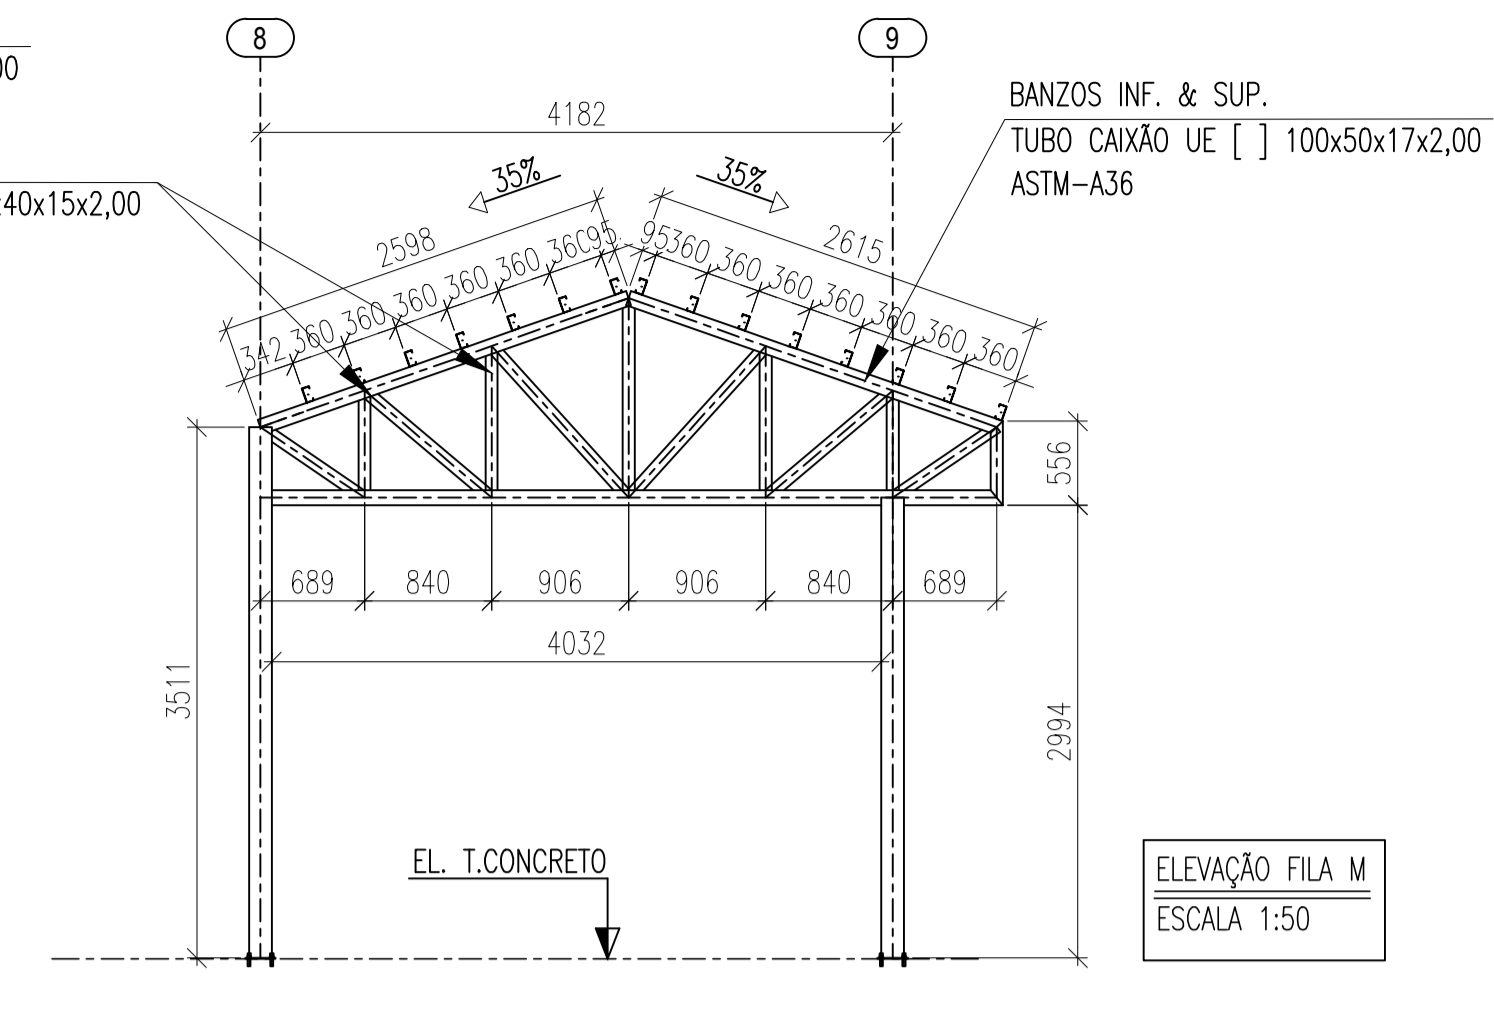 8
9
00
4182
BANZOS INF. & SUP.
TUBO CAIXÃO UE [ ] 100x50x17x2,00
ASTM-A36
x40x15x2,00
35%
35%
2598
2615
342 360 360 360 360 360 360 95
95 360 360 360 360 360 360 360
556
689 840 906 906 840 689
4032
3511
2994
EL. T.CONCRETO
ELEVAÇÃO FILA M
ESCALA 1:50